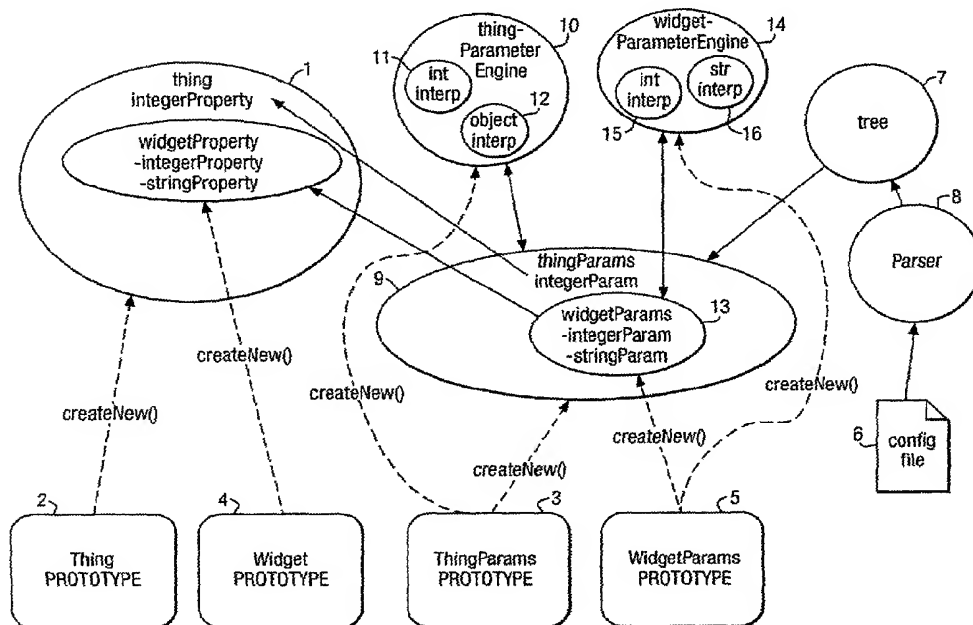 1
thing
integerProperty
widgetProperty
-integerProperty
-stringProperty
10
thing-
Parameter
Engine
11
int
interp
12
object
interp
14
widget-
ParameterEngine
int
interp
str
interp
15
16
7
tree
8
Parser
6
config
file
9
thingParams
integerParam
13
widgetParams
-integerParam
-stringParam
createNew()
createNew()
createNew()
createNew()
createNew()
createNew()
2
Thing
PROTOTYPE
4
Widget
PROTOTYPE
3
ThingParams
PROTOTYPE
5
WidgetParams
PROTOTYPE